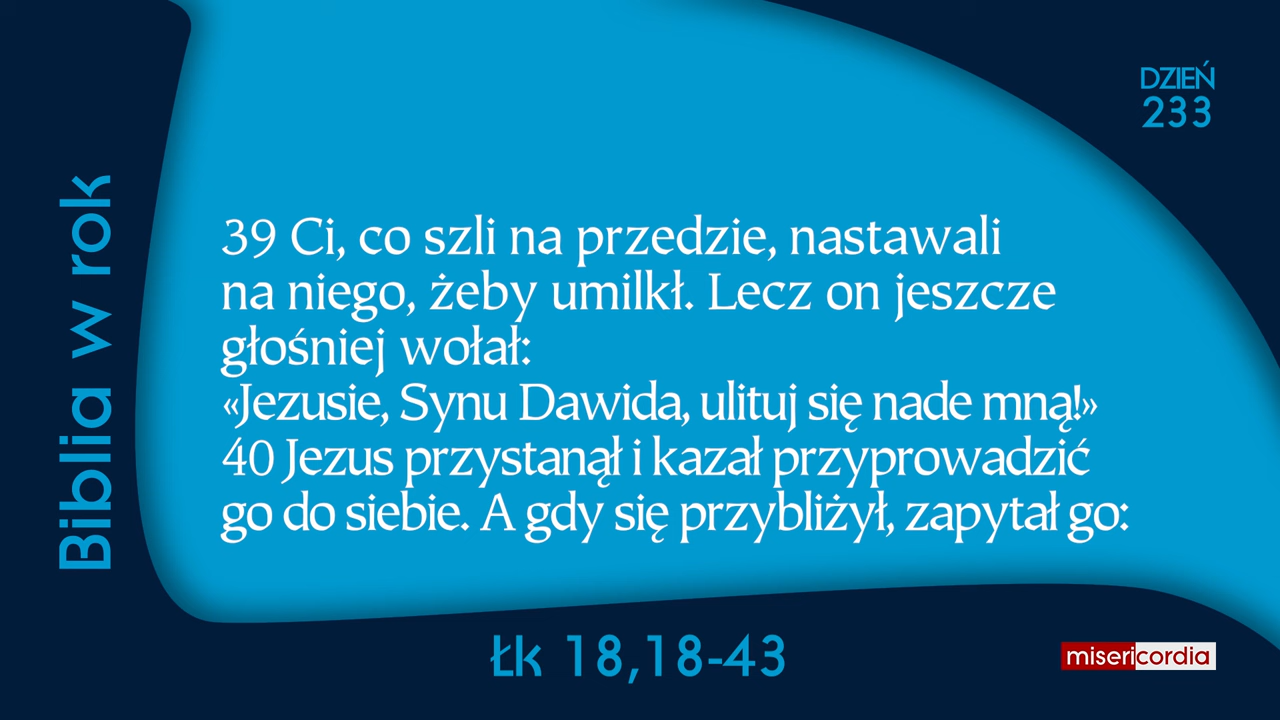 DZIEŃ
233
Biblia w rok
39 Ci, co szli na przedzie, nastawali
na niego, żeby umilkł. Lecz on jeszcze
głośniej wołał:
«Jezusie, Synu Dawida, ulituj się nade mną!»
40 Jezus przystanął i kazał przyprowadzić
go do siebie. A gdy się przybliżył, zapytał go:
Łk 18,18-43
misericordia